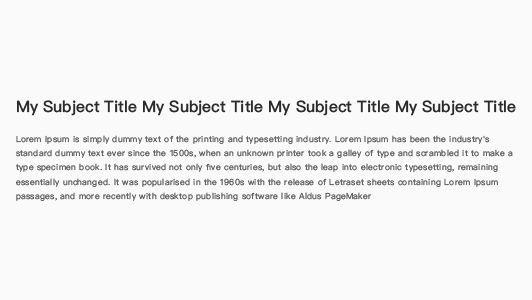 My Subject Title My Subject Title My Subject Title My Subject Title
Lorem Ipsum is simply dummy text of the printing and typesetting industry. Lorem Ipsum has been the industry's
standard dummy text ever since the 1500s, when an unknown printer took a galley of type and scrambled it to make a
type specimen book. It has survived not only five centuries, but also the leap into electronic typesetting, remaining
essentially unchanged. It was popularised in the 1960s with the release of Letraset sheets containing Lorem Ipsum
passages, and more recently with desktop publishing software like Aldus PageMaker